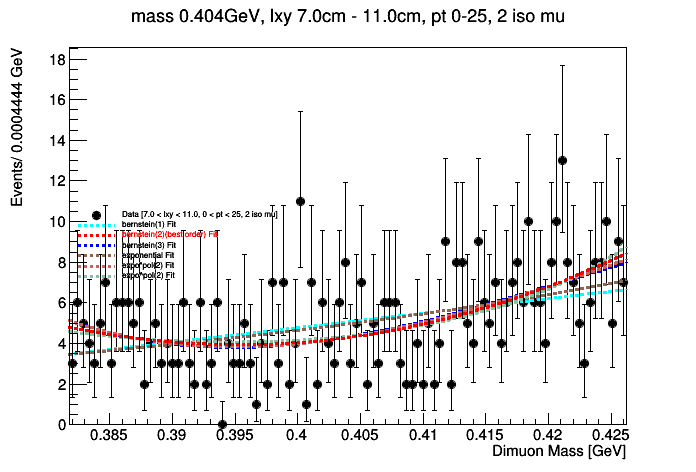 mass 0.404GeV, lxy 7.0cm - 11.0cm, pt 0-25, 2 iso mu
Events/ 0.0004444 GeV
18
16
14
12
10
8
6
4
2
0
Data [7.0 < lxy < 11.0, 0 < pt < 25, 2 iso mu]
bernstein(1) Fit
bernstein(2)(best order) Fit
bernstein(3) Fit
exponential Fit
expo*pol(2) Fit
expo*pol(2) Fit
0.385 0.39 0.395 0.4 0.405 0.41 0.415 0.42 0.425
Dimuon Mass [GeV]